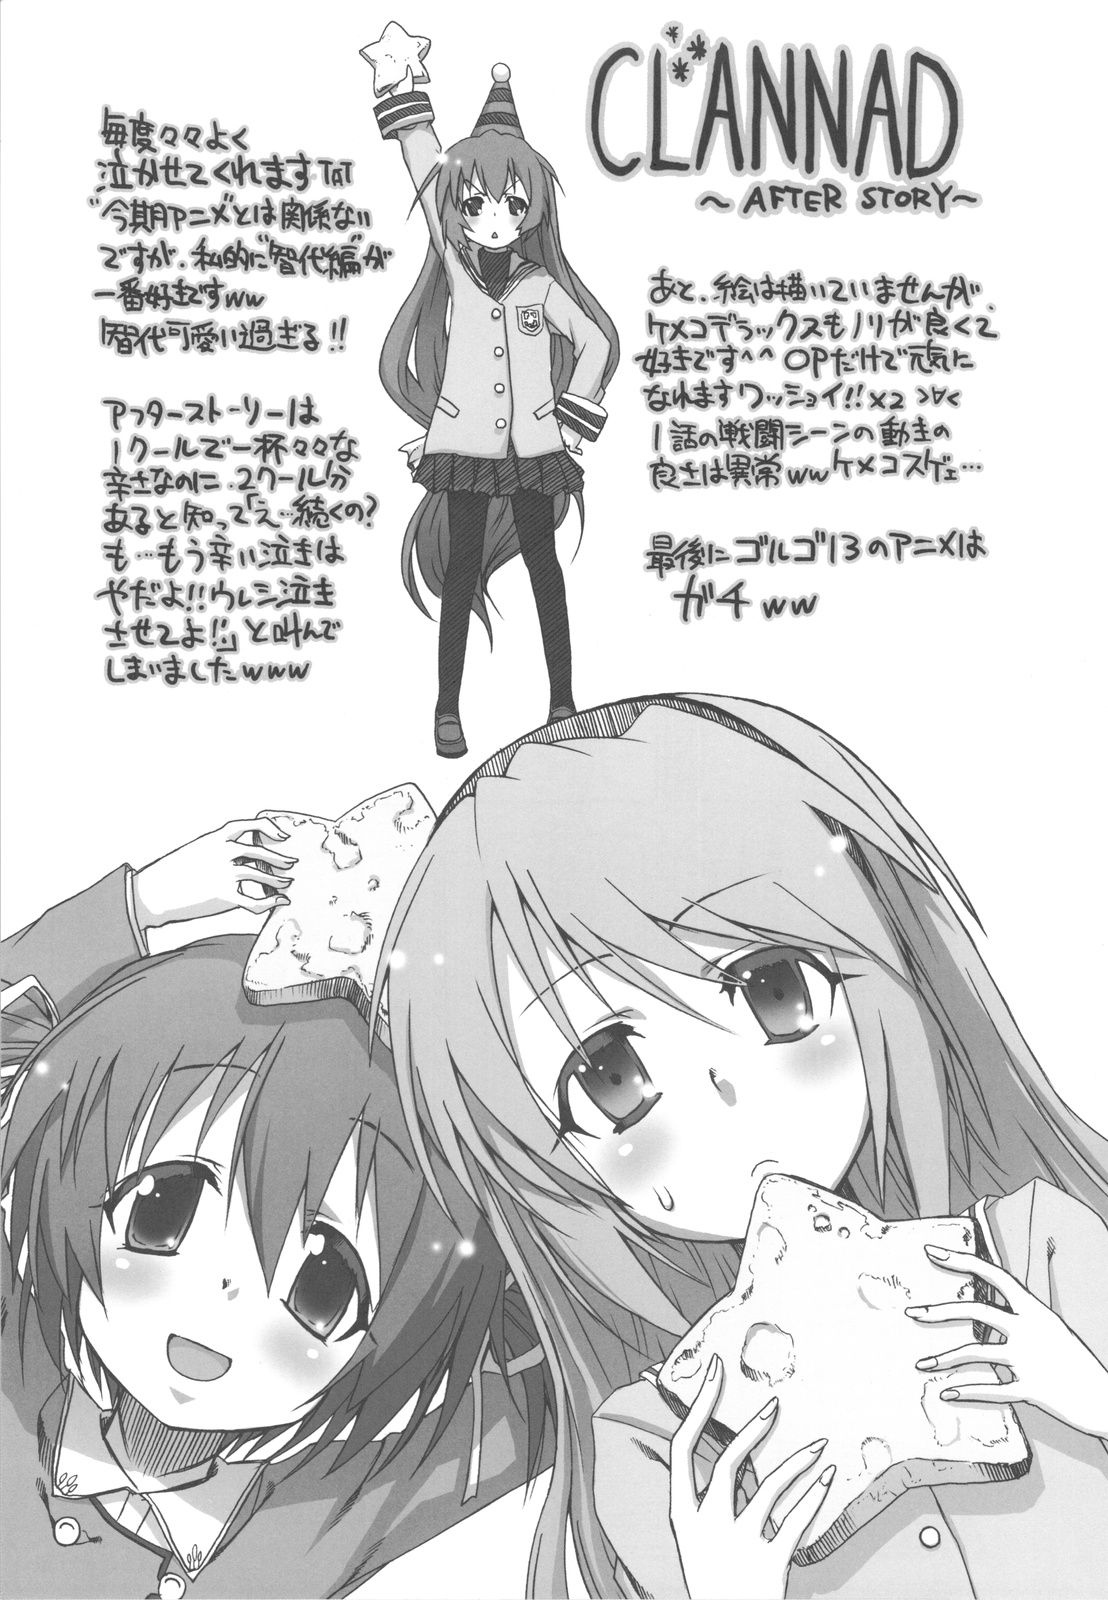 CLANNAD
~ AFTER STORY ~
毎度々々よく
泣かせてくれますTAT
"今期アニメ"とは関係ない
ですが、私的に"智代編"が
一番好きですww
智代可愛い過ぎる!!
アフターストーリーは
1クールで一杯々々な
辛さなのに、2クール分
あると知って「え…続くの?
も…もう辛い泣きは
やだよ!!ウレシ泣き
させてよ!!」と叫んで
しまいましたwww
あと、絵は描いていませんが、
ケメコデラックスもノリが良くて
好きです^^ OPだけで元気に
なれますワッショイ!!x2 >∀<
1話の戦闘シーンの動きの
良さは異常wwケメコスゲェ…
最後にゴルゴ13のアニメは
ガチww